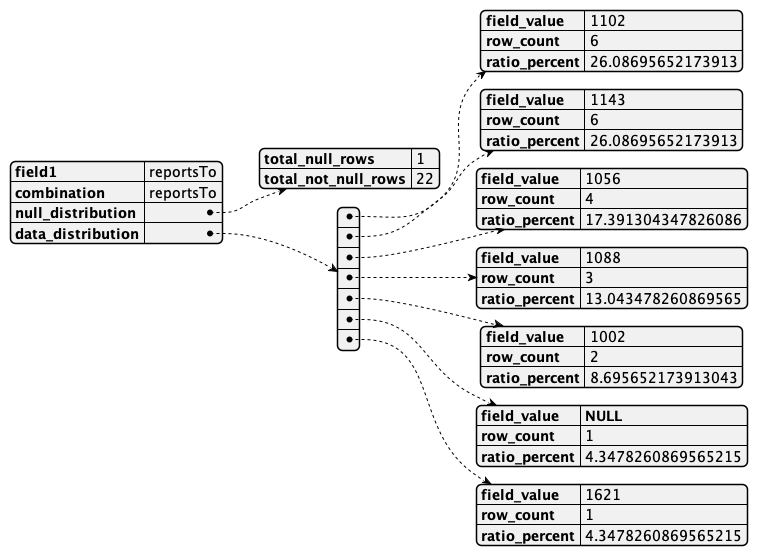 field1 reportsTo
combination reportsTo
null_distribution
data_distribution
total_null_rows 1
total_not_null_rows 22
field_value 1102
row_count 6
ratio_percent 26.08695652173913
field_value 1143
row_count 6
ratio_percent 26.08695652173913
field_value 1056
row_count 4
ratio_percent 17.391304347826086
field_value 1088
row_count 3
ratio_percent 13.043478260869565
field_value 1002
row_count 2
ratio_percent 8.695652173913043
field_value NULL
row_count 1
ratio_percent 4.3478260869565215
field_value 1621
row_count 1
ratio_percent 4.3478260869565215